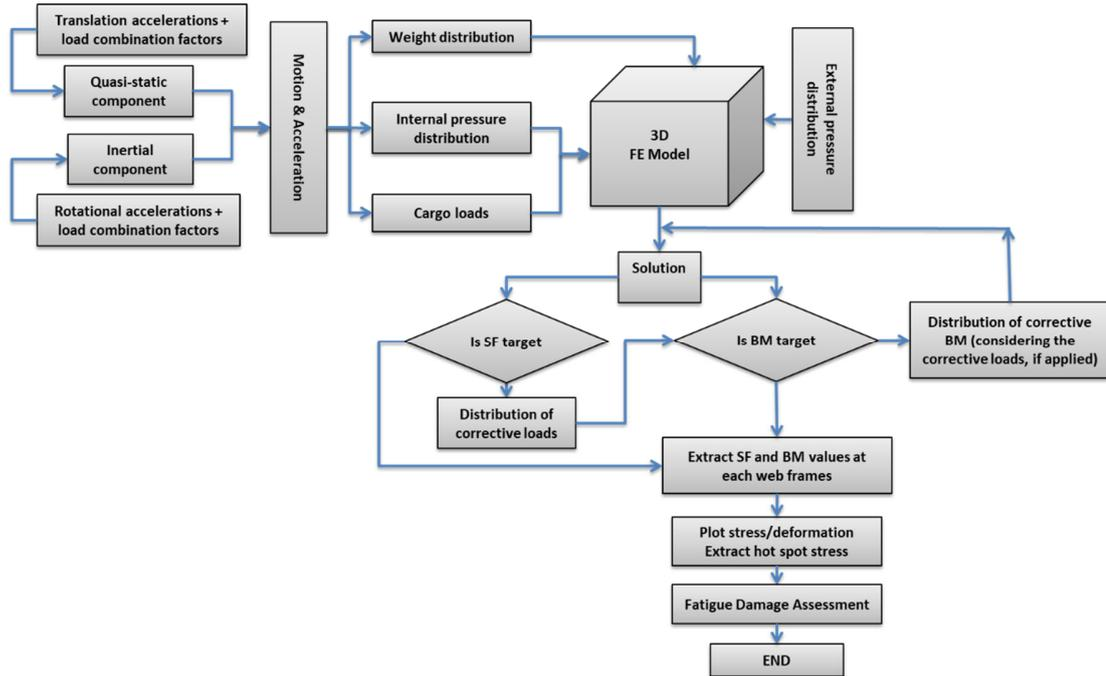 Translation accelerations +
load combination factors
Quasi-static
component
Inertial
component
Rotational accelerations +
load combination factors
Motion & Acceleration
Weight distribution
Internal pressure
distribution
Cargo loads
3D
FE Model
External pressure
distribution
Solution
Is SF target
Is BM target
Distribution of corrective
BM (considering the
corrective loads, if applied)
Distribution of
corrective loads
Extract SF and BM values at
each web frames
Plot stress/deformation
Extract hot spot stress
Fatigue Damage Assessment
END